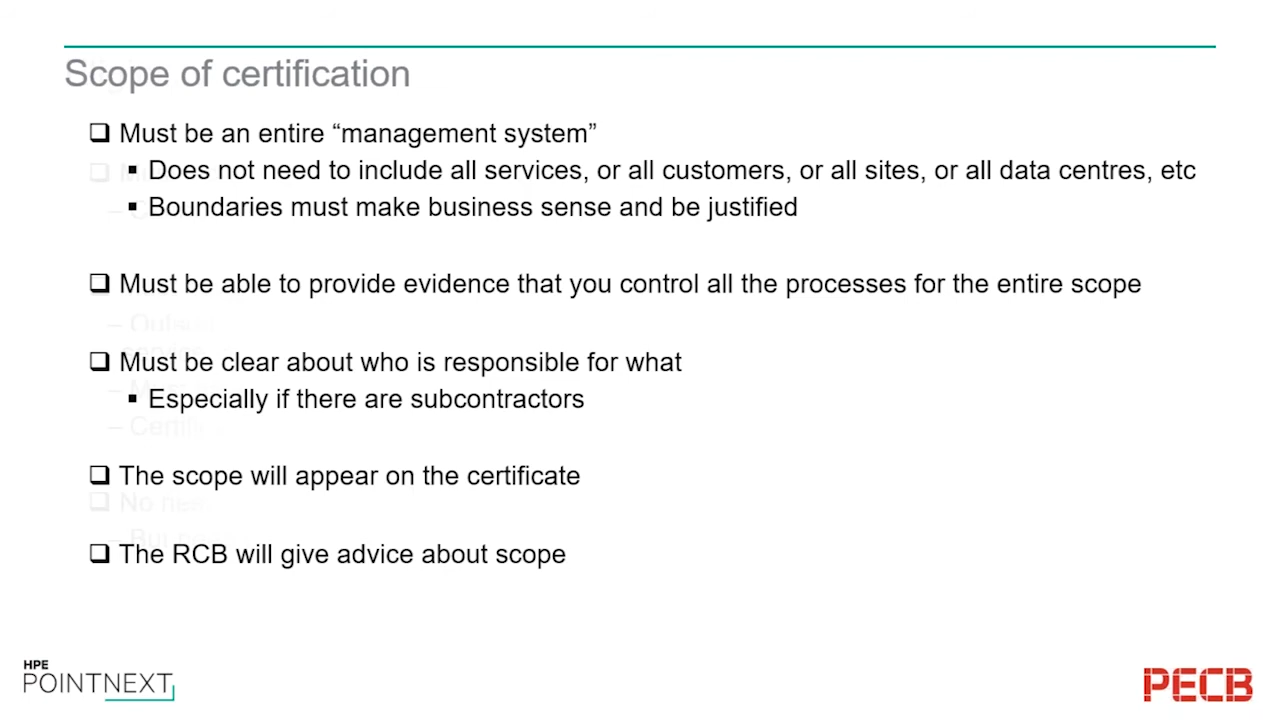 Scope of certification
❑ Must be an entire “management system”
▪ Does not need to include all services, or all customers, or all sites, or all data centres, etc
▪ Boundaries must make business sense and be justified
❑ Must be able to provide evidence that you control all the processes for the entire scope
❑ Must be clear about who is responsible for what
▪ Especially if there are subcontractors
❑ The scope will appear on the certificate
❑ The RCB will give advice about scope
HPE
POINTNEXT
PECB